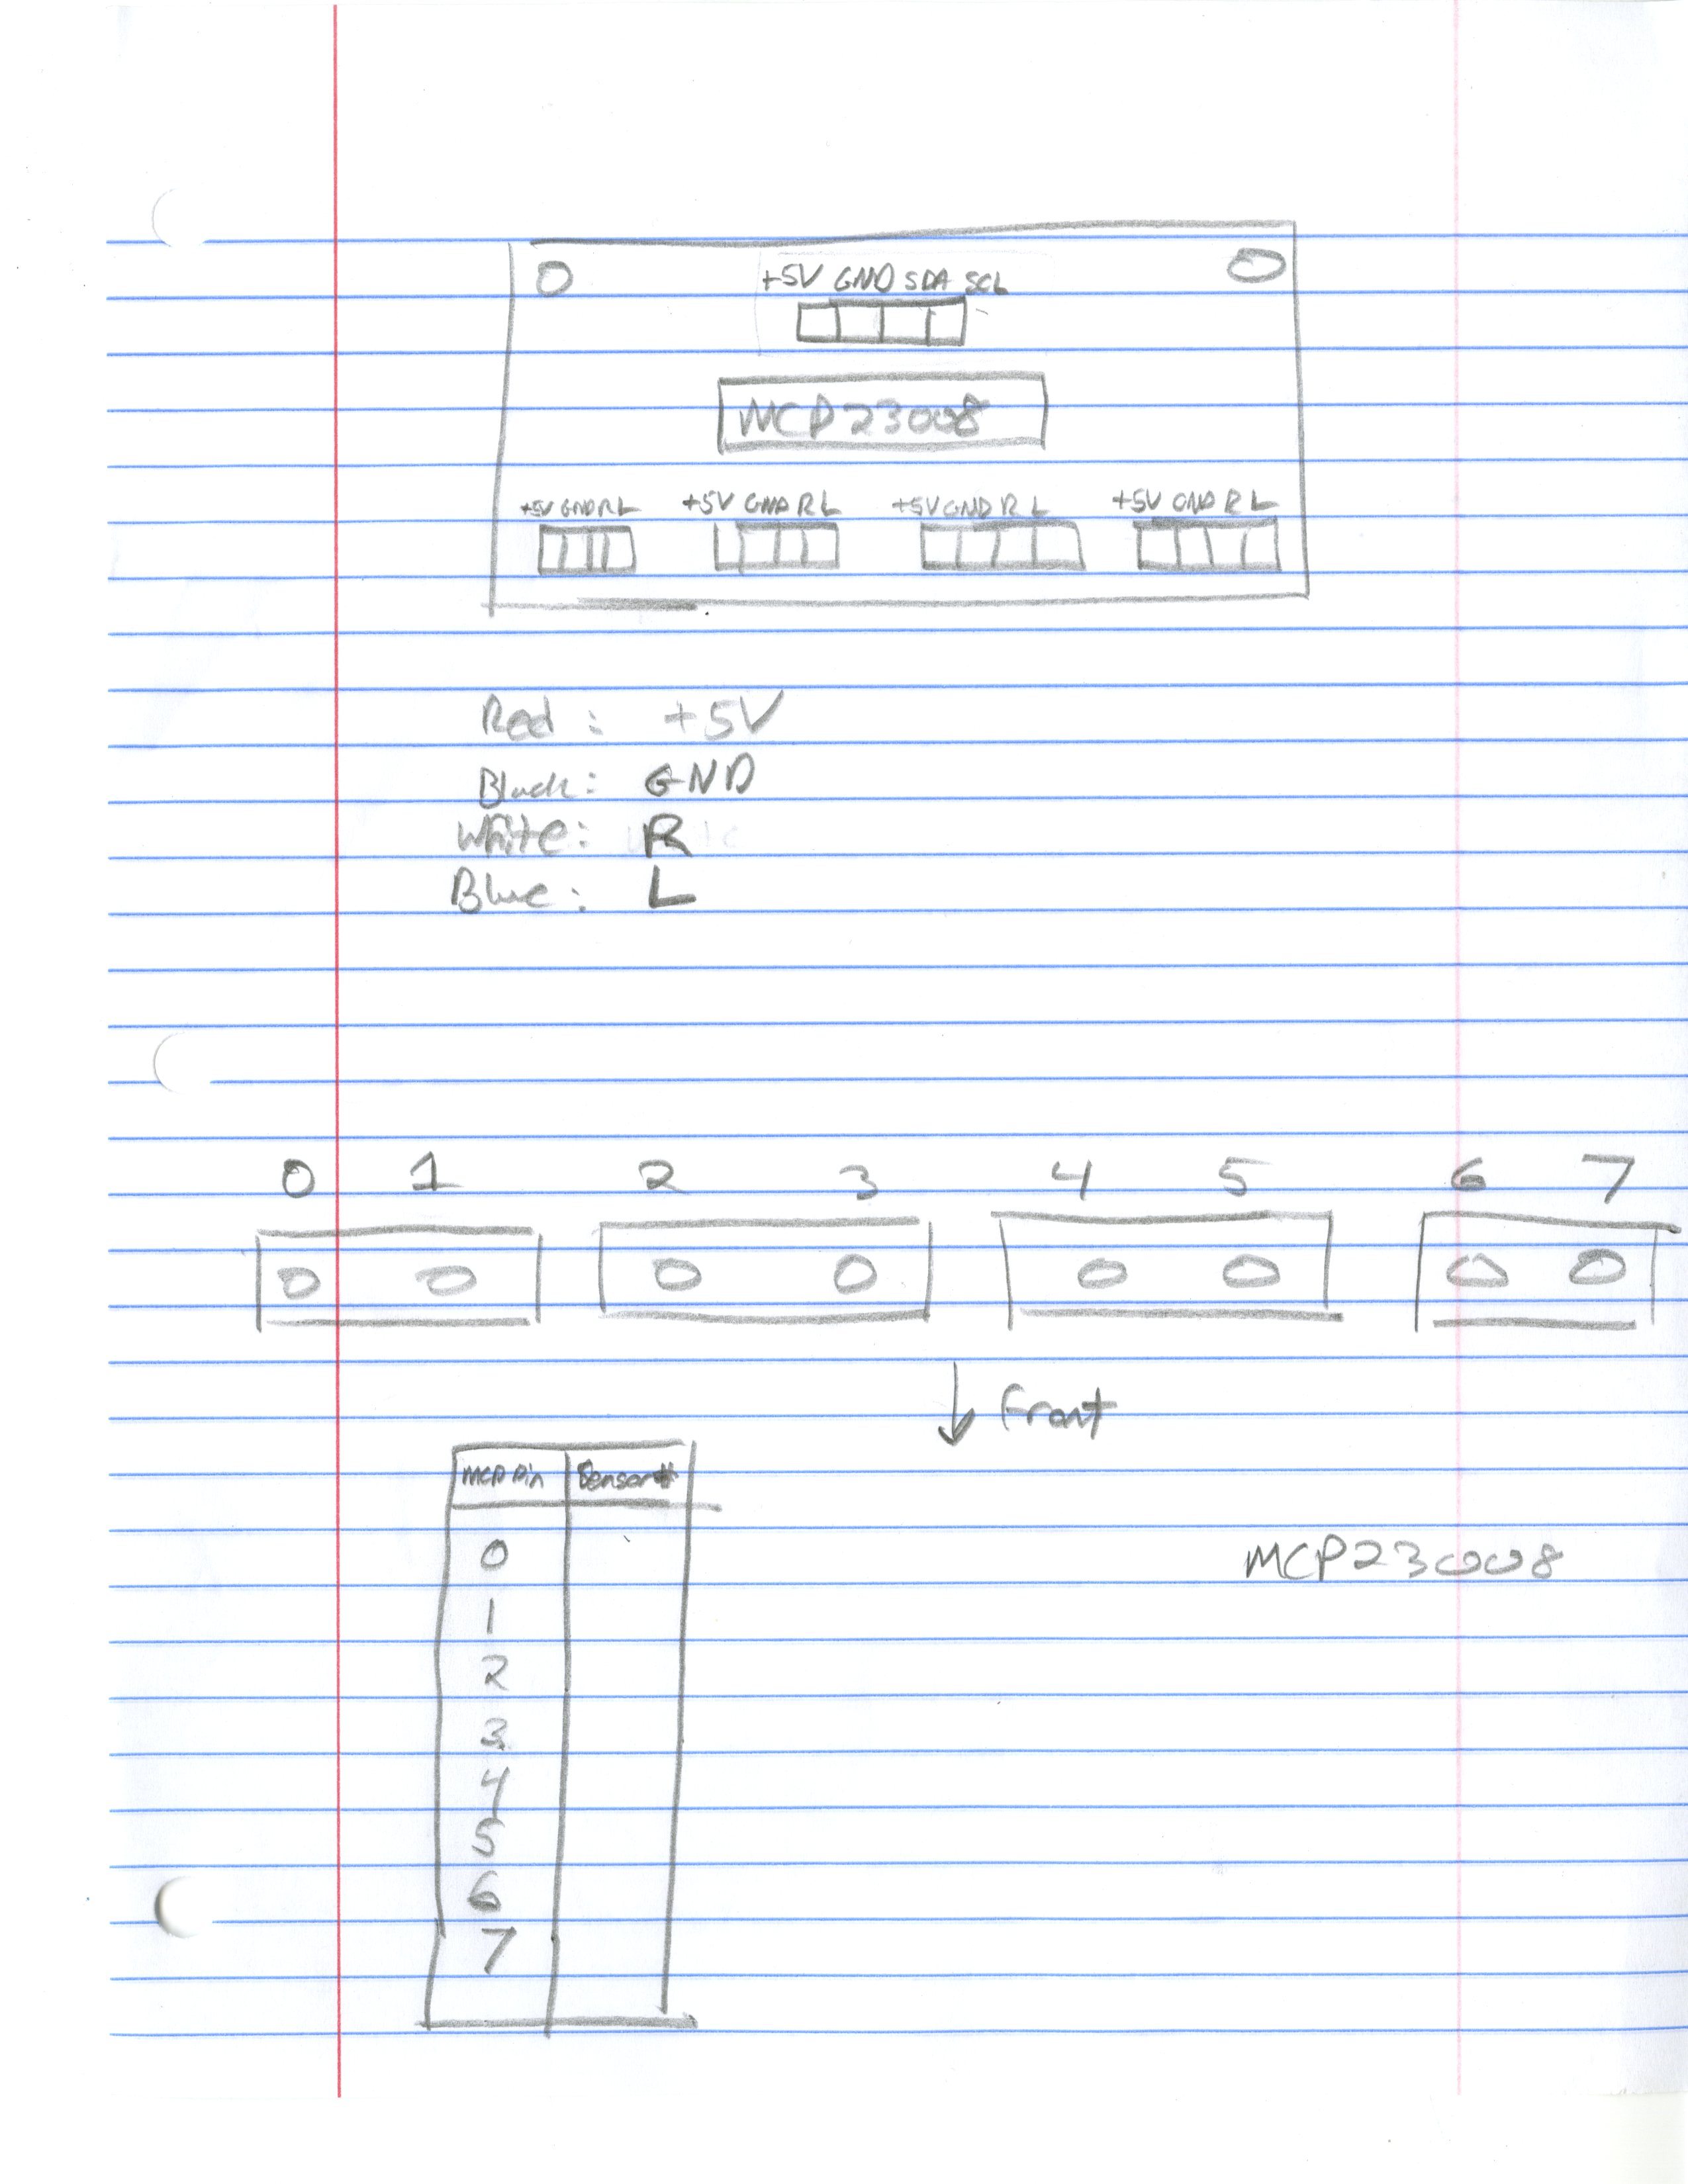 +5V GND SDA SCL
MCP23008
+5V GND R L +5V GND R L +5V GND R L +5V GND R L
Red: +5V
Black: GND
White: R
Blue: L
0 1 2 3 4 5 6 7
↓ Front
MCP Pin Sensor#
0
MCP23008
1
2
3
4
5
6
7